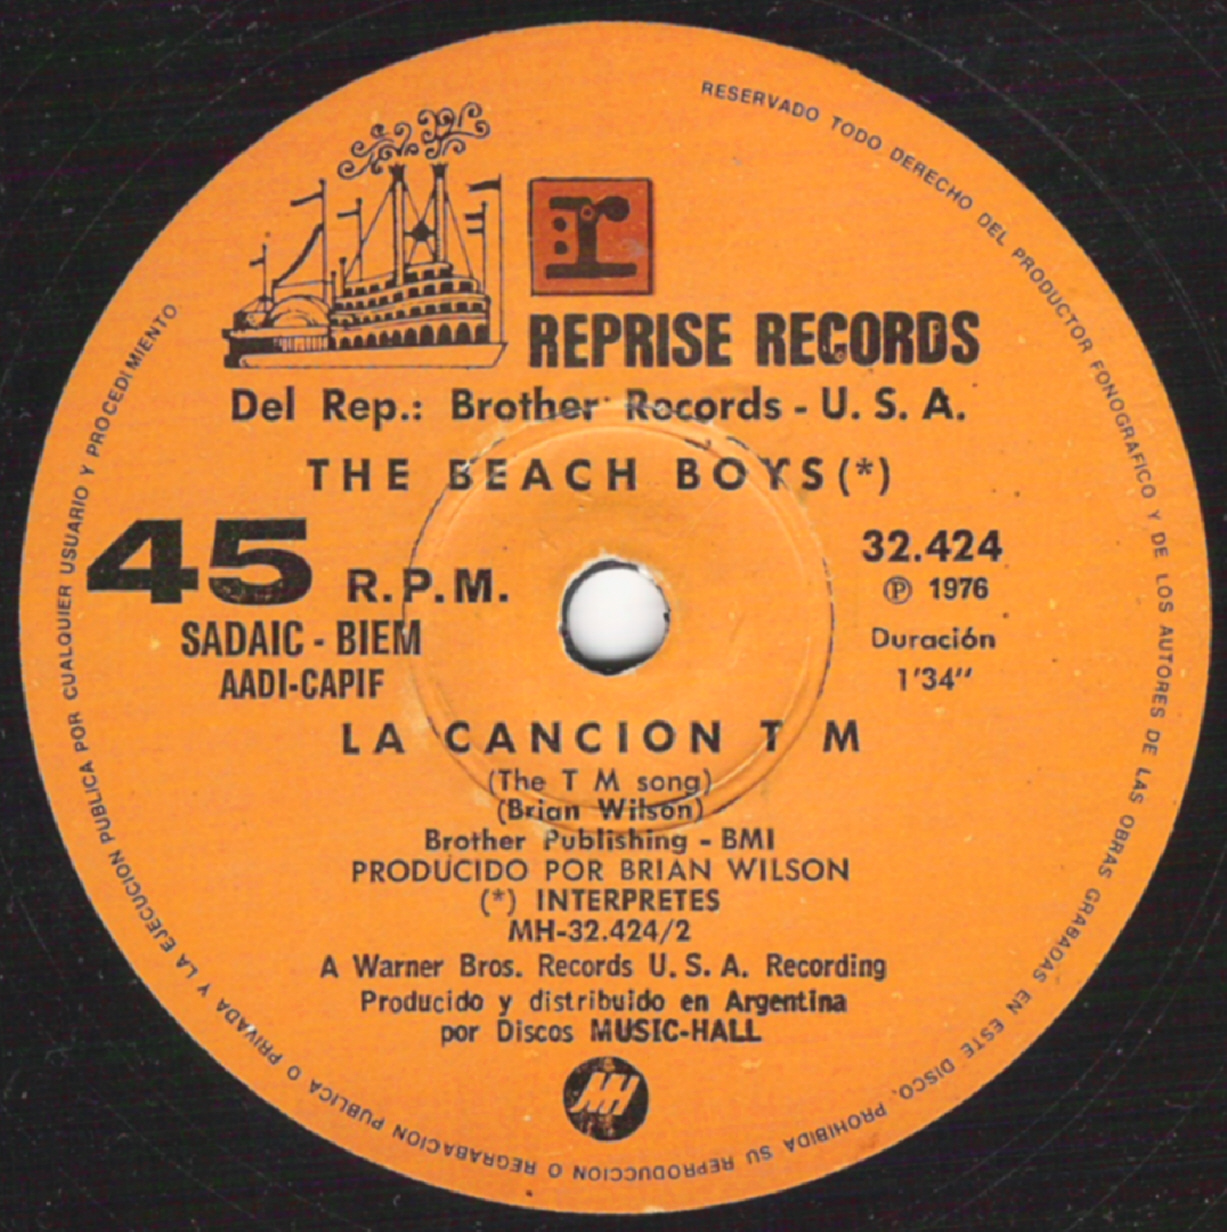 RESERVADO TODO DERECHO DEL PRODUCTOR FONOGRAFICO Y DE LOS AUTORES DE LAS OBRAS GRABADAS EN ESTE DISCO. PROHIBIDA SU REPRODUCCION O REGRABACION PUBLICA O PRIVADA Y LA EJECUCION PUBLICA POR CUALQUIER USUARIO Y PROCEDIMIENTO
:r
REPRISE RECORDS
Del Rep.: Brother Records - U. S. A.
THE BEACH BOYS (*)
45 R.P.M.
SADAIC - BIEM
AADI-CAPIF
32.424
℗ 1976
Duración
1'34"
LA CANCION T M
(The T M song)
(Brian Wilson)
Brother Publishing - BMI
PRODUCIDO POR BRIAN WILSON
(*) INTERPRETES
MH-32.424/2
A Warner Bros. Records U. S. A. Recording
Producido y distribuido en Argentina
por Discos MUSIC-HALL
MH